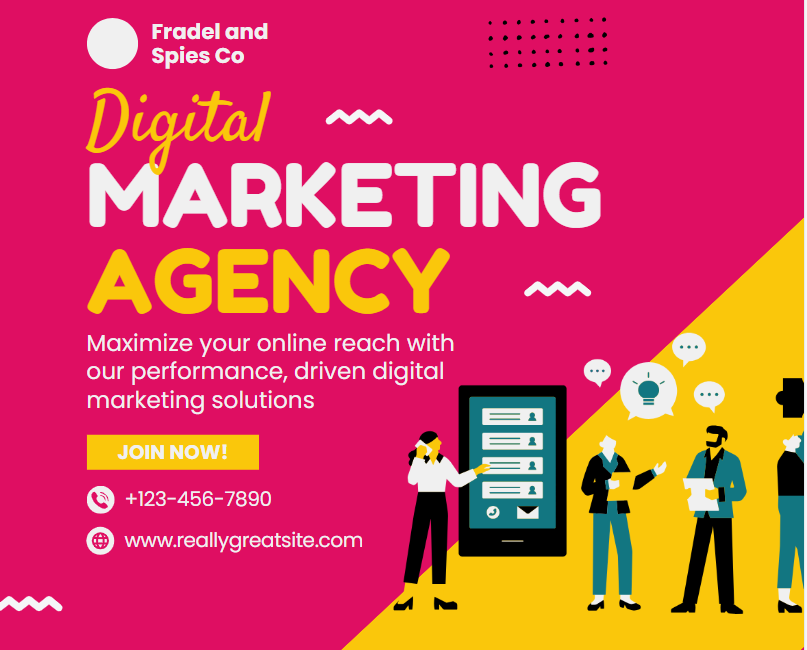 Fradel and
Spies Co
Digital
MARKETING
AGENCY
Maximize your online reach with
our performance, driven digital
marketing solutions
JOIN NOW!
+123-456-7890
www.reallygreatsite.com